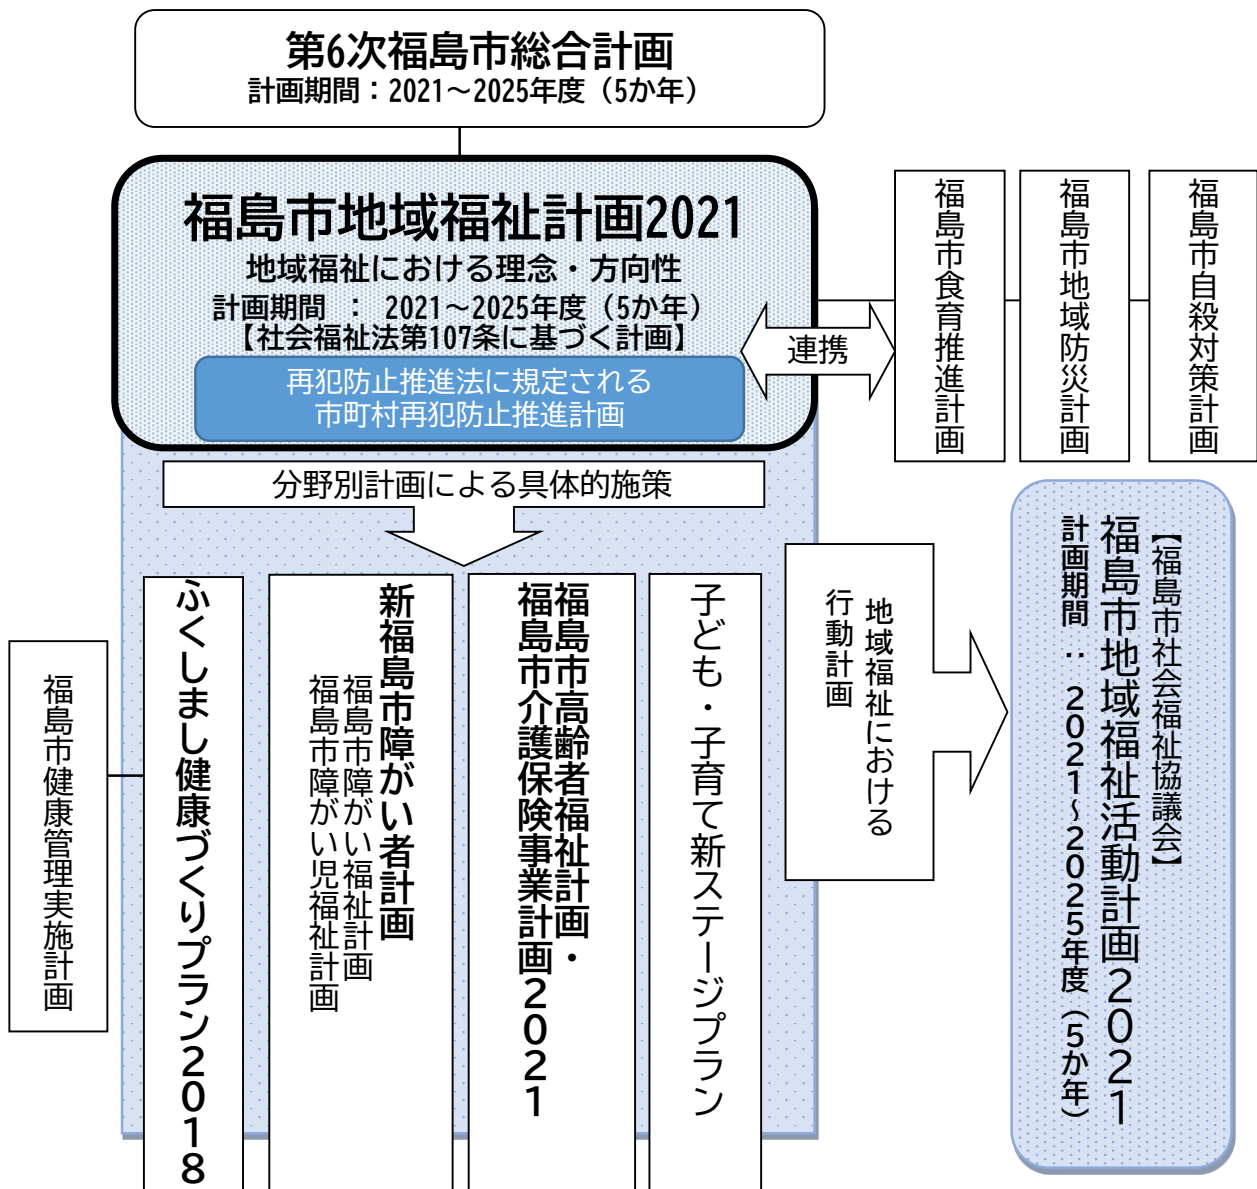 第6次福島市総合計画
計画期間：2021～2025年度（5か年）
福島市地域福祉計画2021
地域福祉における理念・方向性
計画期間　：　2021～2025年度（5か年）
【社会福祉法第107条に基づく計画】
再犯防止推進法に規定される
市町村再犯防止推進計画
連携
福島市食育推進計画
福島市地域防災計画
福島市自殺対策計画
分野別計画による具体的施策
福島市健康管理実施計画
ふくしまし健康づくりプラン２０１８
新福島市障がい者計画
福島市障がい福祉計画
福島市障がい児福祉計画
福島市高齢者福祉計画・
福島市介護保険事業計画２０２１
子ども・子育て新ステージプラン
地域福祉における
行動計画
【福島市社会福祉協議会】
福島市地域福祉活動計画２０２１
計画期間：２０２１～２０２５年度（５か年）